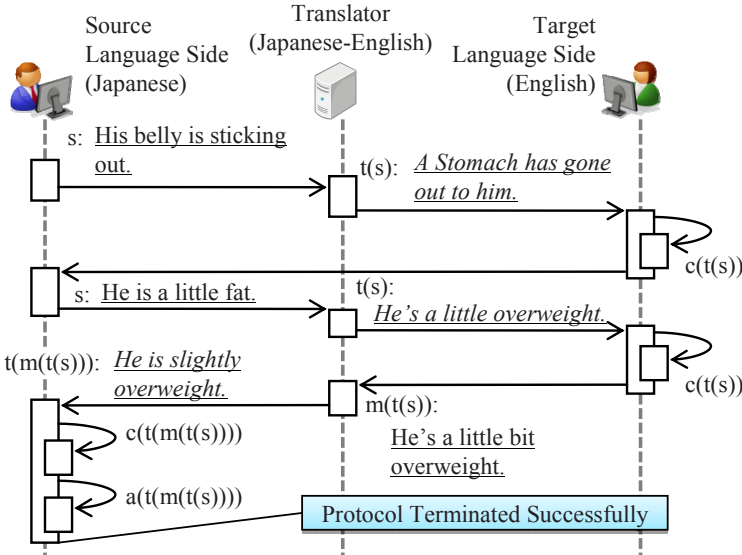 Source
Language Side
(Japanese)
Translator
(Japanese-English)
Target
Language Side
(English)
s: His belly is sticking
out.
t(s): A Stomach has gone
out to him.
c(t(s))
s: He is a little fat.
t(s):
He's a little overweight.
c(t(s))
t(m(t(s))): He is slightly
overweight.
m(t(s)):
He's a little bit
overweight.
c(t(m(t(s))))
a(t(m(t(s))))
Protocol Terminated Successfully